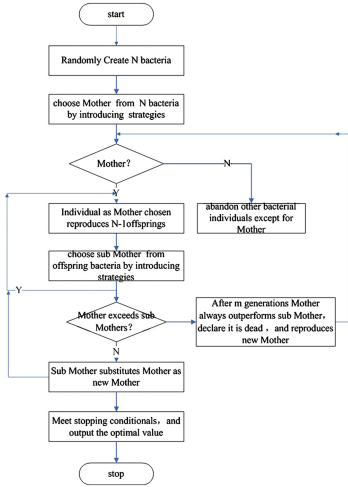 start
Randomly Create N bacteria
choose Mother from N bacteria
by introducing strategies
Mother?
N
abandon other bacterial
individuals except for
Mother
Y
Individual as Mother chosen
reproduces N-1offsprings
choose sub Mother from
offspring bacteria by introducing
strategies
Y
Mother exceeds sub
Mothers?
After m generations Mother
always outperforms sub Mother,
declare it is dead ,and reproduces
new Mother
N
Sub Mother substitutes Mother as
new Mother
Meet stopping conditionals, and
output the optimal value
stop